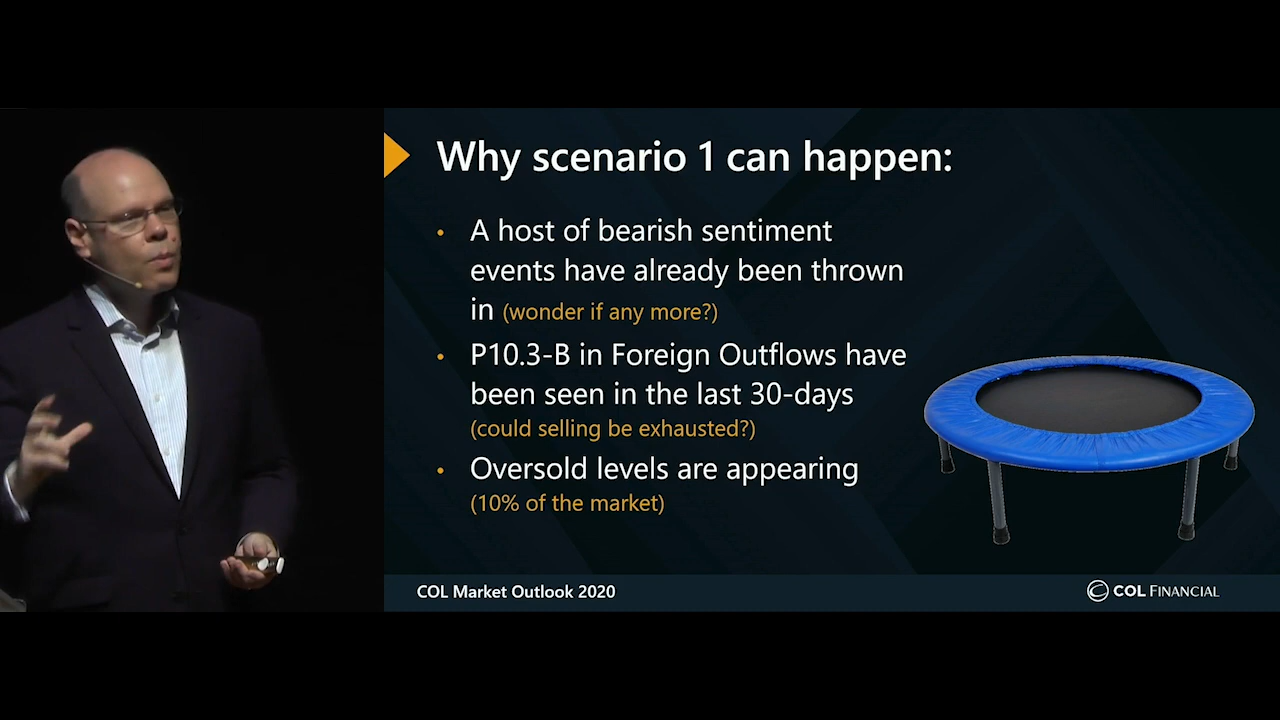 Why scenario 1 can happen:
• A host of bearish sentiment
events have already been thrown
in (wonder if any more?)
• P10.3-B in Foreign Outflows have
been seen in the last 30-days
(could selling be exhausted?)
• Oversold levels are appearing
(10% of the market)
COL Market Outlook 2020
COL FINANCIAL